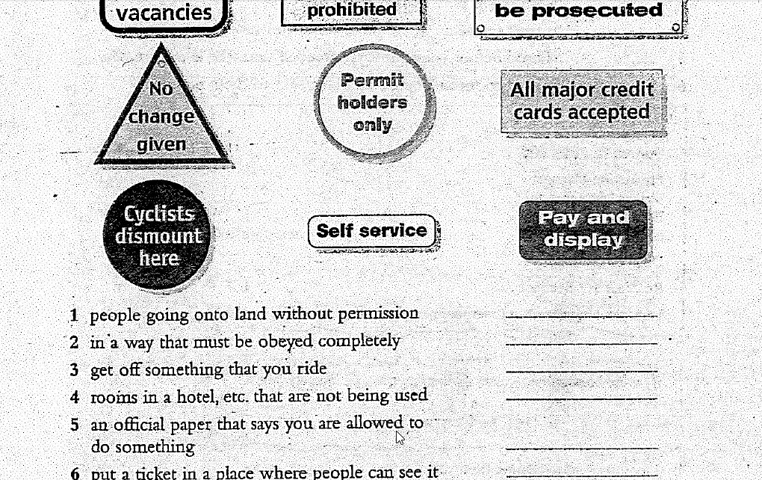 vacancies
prohibited
be prosecuted
No
change
given
Permit
holders
only
All major credit
cards accepted
Cyclists
dismount
here
Self service
Pay and
display
1 people going onto land without permission
2 in a way that must be obeyed completely
3 get off something that you ride
4 rooms in a hotel, etc. that are not being used
5 an official paper that says you are allowed to
do something
6 put a ticket in a place where people can see it